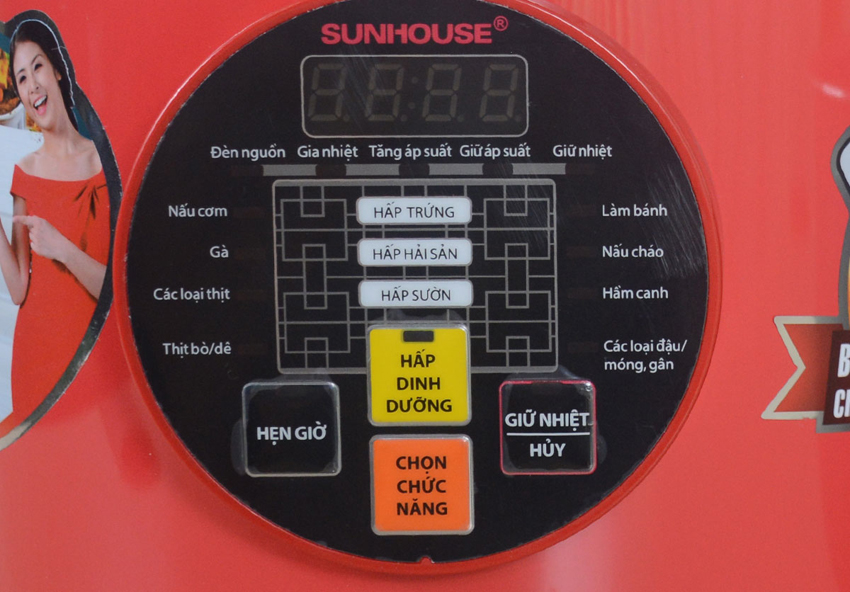 SUNHOUSE®
Đèn nguồn Gia nhiệt Tăng áp suất Giữ áp suất Giữ nhiệt
Nấu cơm HẤP TRỨNG Làm bánh
Gà HẤP HẢI SẢN Nấu cháo
Các loại thịt HẤP SƯỜN Hầm canh
Thịt bò/dê
Các loại đậu/
móng, gân
HẤP
DINH
DƯỠNG
HẸN GIỜ
GIỮ NHIỆT
HỦY
CHỌN
CHỨC
NĂNG